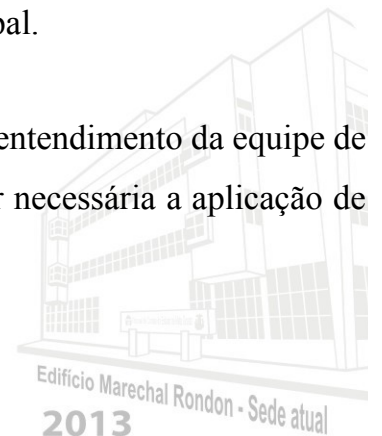 pal.
entendimento da equipe de
necessária a aplicação de
Edifício Marechal Rondon - Sede atual
2013